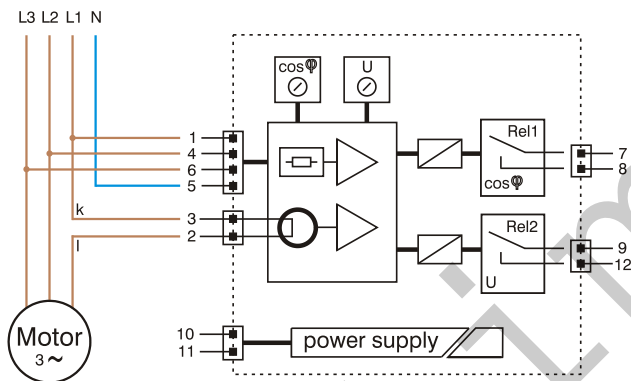 L3 L2 L1 N
cosφ
U
1
4
6
5
k
3
l
2
Rel1
cosφ
7
8
Rel2
U
9
12
Motor
3 ~
10
11
power supply
im